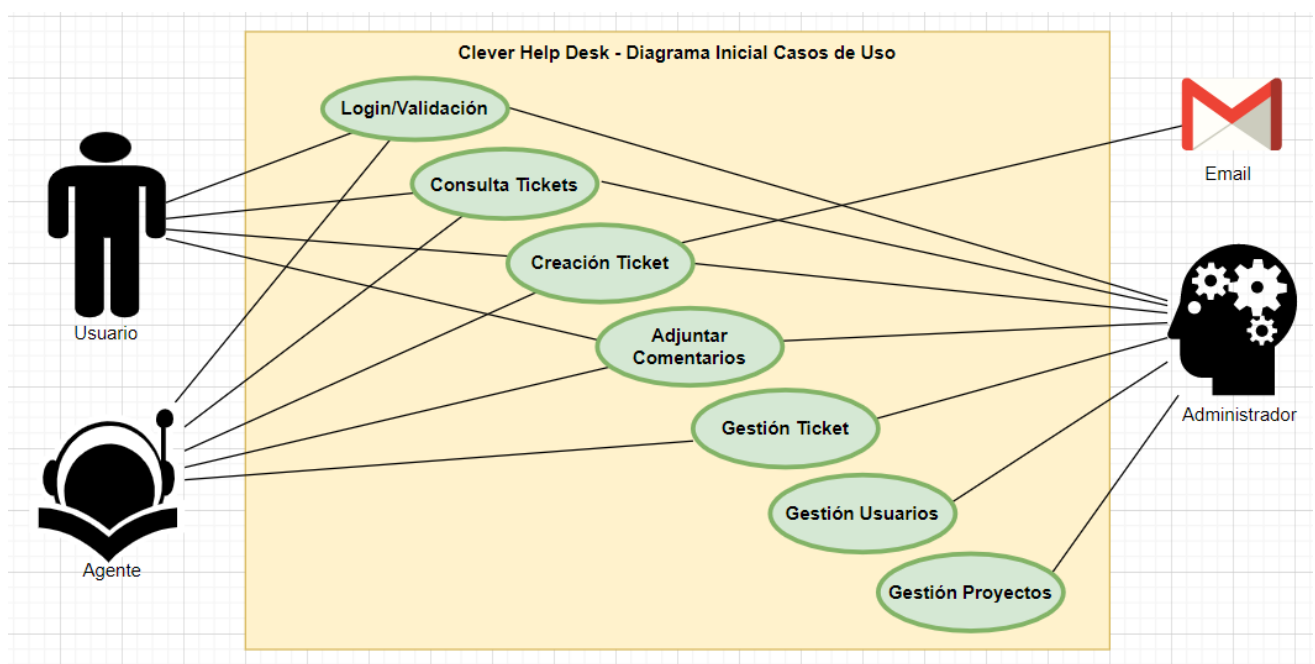 Clever Help Desk - Diagrama Inicial Casos de Uso
Login/Validación
Consulta Tickets
Email
Creación Ticket
Usuario
Adjuntar
Comentarios
Administrador
Gestión Ticket
Gestión Usuarios
Agente
Gestión Proyectos